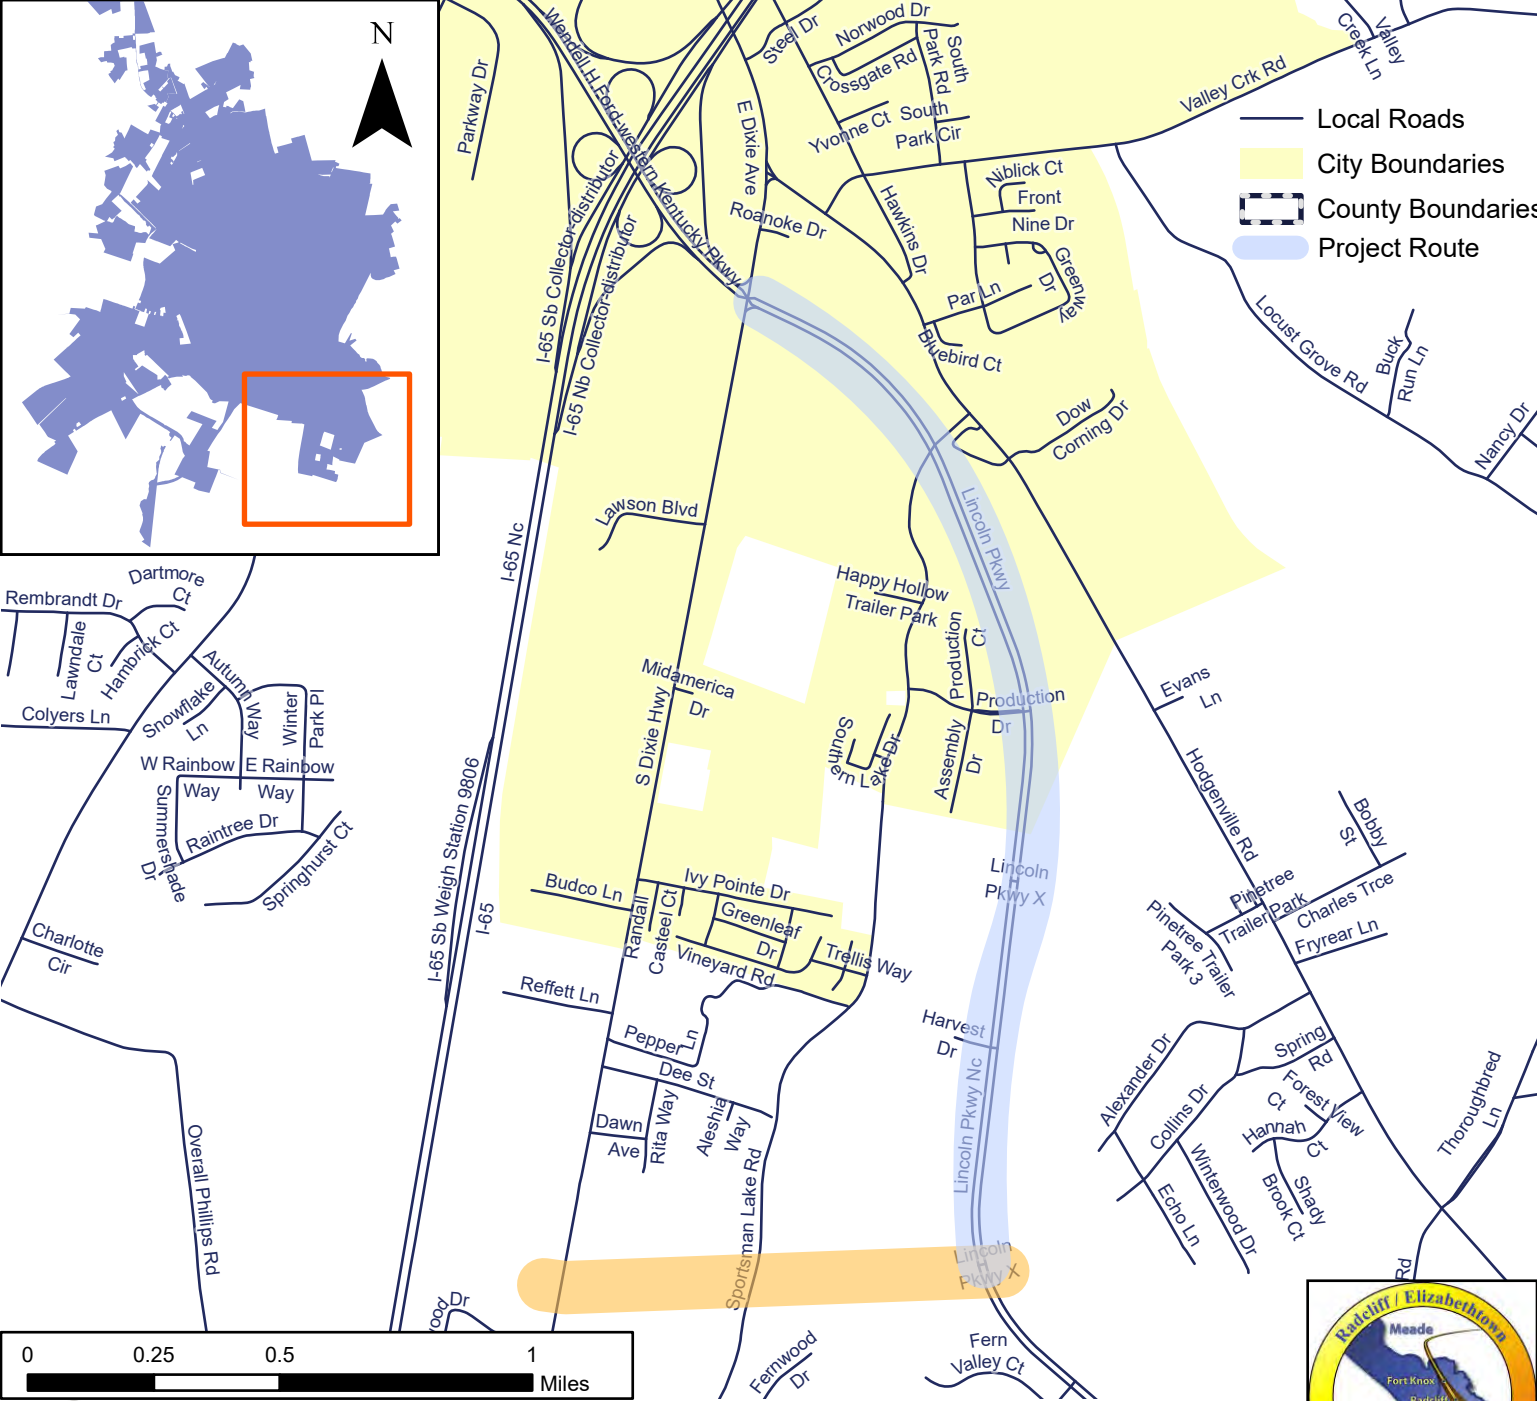 N
Parkway Dr
Wendell H Ford-western Kentucky Pkwy
Steel Dr
Norwood Dr
Crossgate Rd
South
Park Rd
Yvonne Ct
South
Park Cir
E Dixie Ave
Roanoke Dr
Hawkins Dr
Niblick Ct
Front
Nine Dr
Greenway
Dr
Par Ln
Bluebird Ct
Valley Crk Rd
Valley
Creek Ln
Local Roads
City Boundaries
County Boundaries
Project Route
Locust Grove Rd
Buck
Run Ln
Nancy Dr
Dow
Corning Dr
I-65 Sb Collector-distributor
I-65 Nb Collector-distributor
I-65 Nc
Lawson Blvd
Lincoln Pkwy
Happy Hollow
Trailer Park
Production
Ct
Production
Dr
Assembly
Dr
Southern Lake Dr
Midamerica
Dr
S Dixie Hwy
Evans
Ln
Hodgenville Rd
Bobby
St
Dartmore
Ct
Rembrandt Dr
Lawndale
Ct
Hambrick Ct
Colyers Ln
Autumn Way
Snowflake
Ln
Winter
Park Pl
W Rainbow
Way
E Rainbow
Way
Summershade
Dr
Raintree Dr
Springhurst Ct
I-65 Sb Weigh Station 9806
I-65
Charlotte
Cir
Overall Phillips Rd
Budco Ln
Ivy Pointe Dr
Randall
Casteel Ct
Greenleaf
Dr
Vineyard Rd
Trellis Way
Reffett Ln
Pepper Ln
Dee St
Dawn
Ave
Rita Way
Aleshia
Way
Sportsman Lake Rd
Lincoln
Pkwy X
Harvest
Dr
Lincoln Pkwy Nc
Lincoln
Pkwy X
Pinetree
Trailer Park
Pinetree Trailer
Park 3
Charles Trce
Fryrear Ln
Alexander Dr
Collins Dr
Spring
Rd
Forest View
Ct
Hannah
Ct
Shady
Brook Ct
Winterwood Dr
Echo Ln
Thoroughbred
Ln
Rd
ood Dr
Fernwood
Dr
Fern
Valley Ct
0 0.25 0.5 1
Miles
Radcliff / Elizabethtown
Meade
Fort Knox
Radcliff